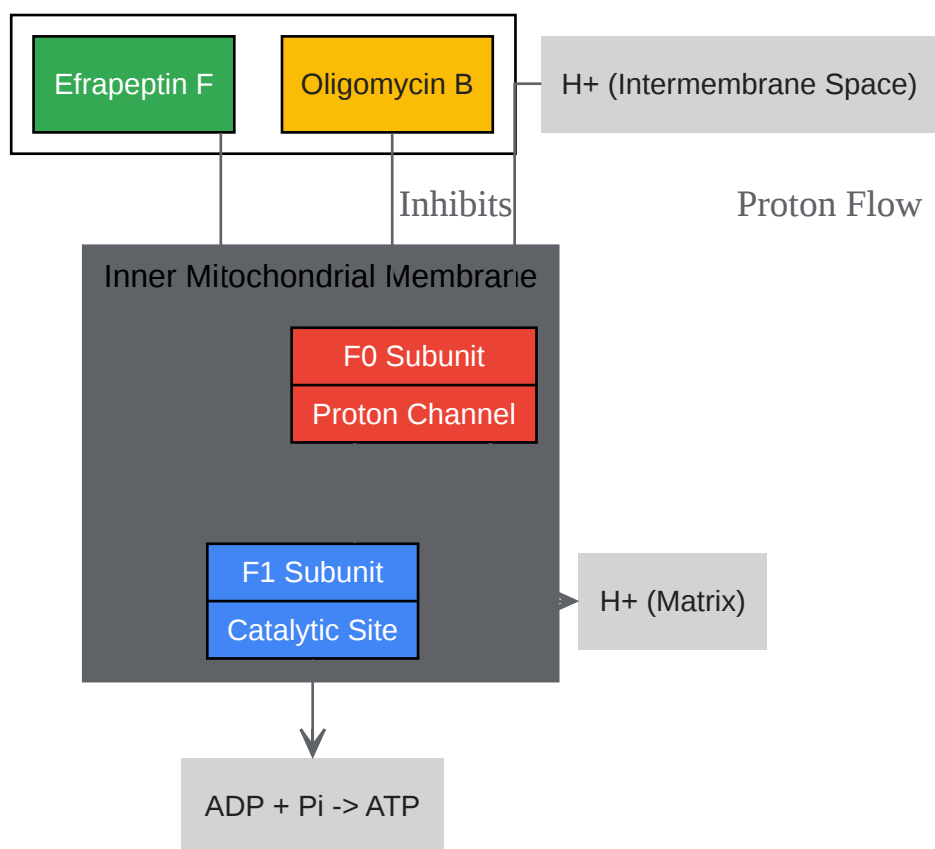 Efrapeptin F
Oligomycin B
H+ (Intermembrane Space)
Inhibits
Proton Flow
Inner Mitochondrial Membrane
F0 Subunit
Proton Channel
F1 Subunit
Catalytic Site
H+ (Matrix)
ADP + Pi -> ATP